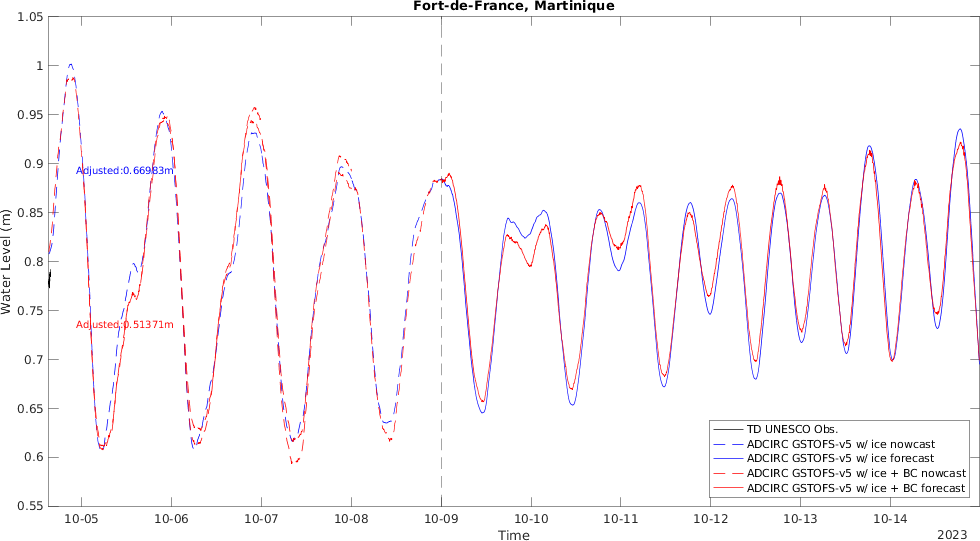 Fort-de-France, Martinique
1.05
1
0.95
0.9
0.85
0.8
0.75
0.7
0.65
0.6
0.55
Water Level (m)
Adjusted:0.66983m
Adjusted:0.51371m
TD UNESCO Obs.
ADCIRC GSTOFS-v5 w/ ice nowcast
ADCIRC GSTOFS-v5 w/ ice forecast
ADCIRC GSTOFS-v5 w/ ice + BC nowcast
ADCIRC GSTOFS-v5 w/ ice + BC forecast
10-05 10-06 10-07 10-08 10-09 10-10 10-11 10-12 10-13 10-14
Time
2023